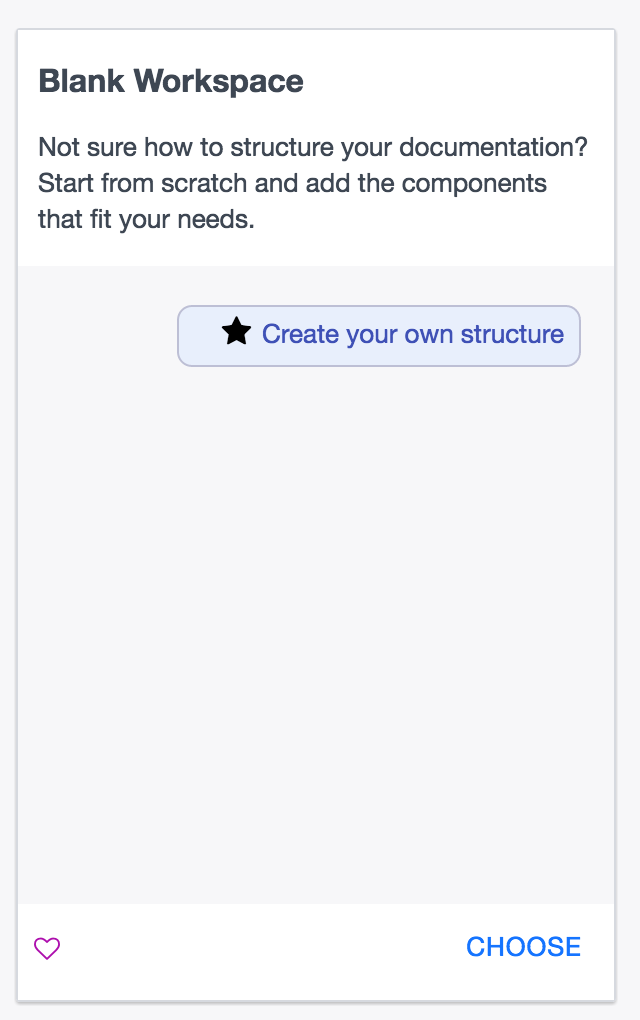 Blank Workspace
Not sure how to structure your documentation?
Start from scratch and add the components
that fit your needs.
Create your own structure
CHOOSE